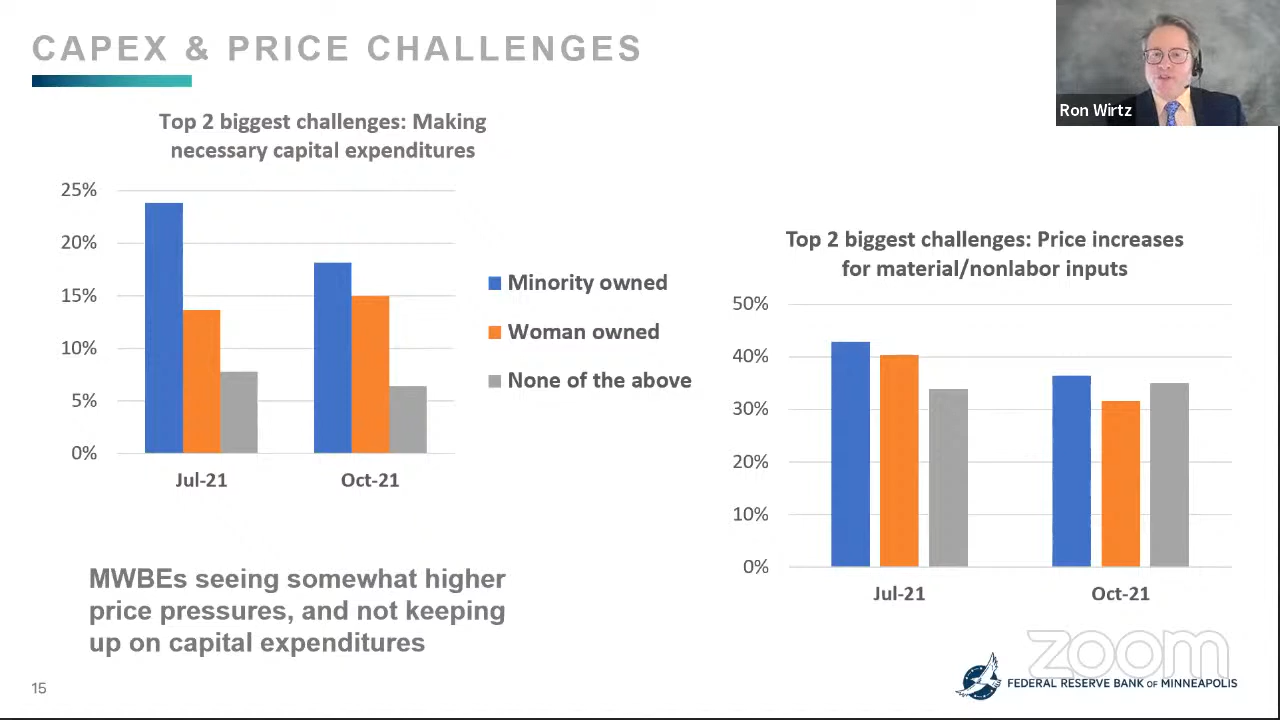 CAPEX & PRICE CHALLENGES
Ron Wirtz
Top 2 biggest challenges: Making
necessary capital expenditures
25%
20%
15%
10%
5%
0%
Jul-21
Oct-21
Minority owned
Woman owned
None of the above
Top 2 biggest challenges: Price increases
for material/nonlabor inputs
50%
40%
30%
20%
10%
0%
Jul-21
Oct-21
MWBEs seeing somewhat higher
price pressures, and not keeping
up on capital expenditures
zoom
15
FEDERAL RESERVE BANK OF MINNEAPOLIS